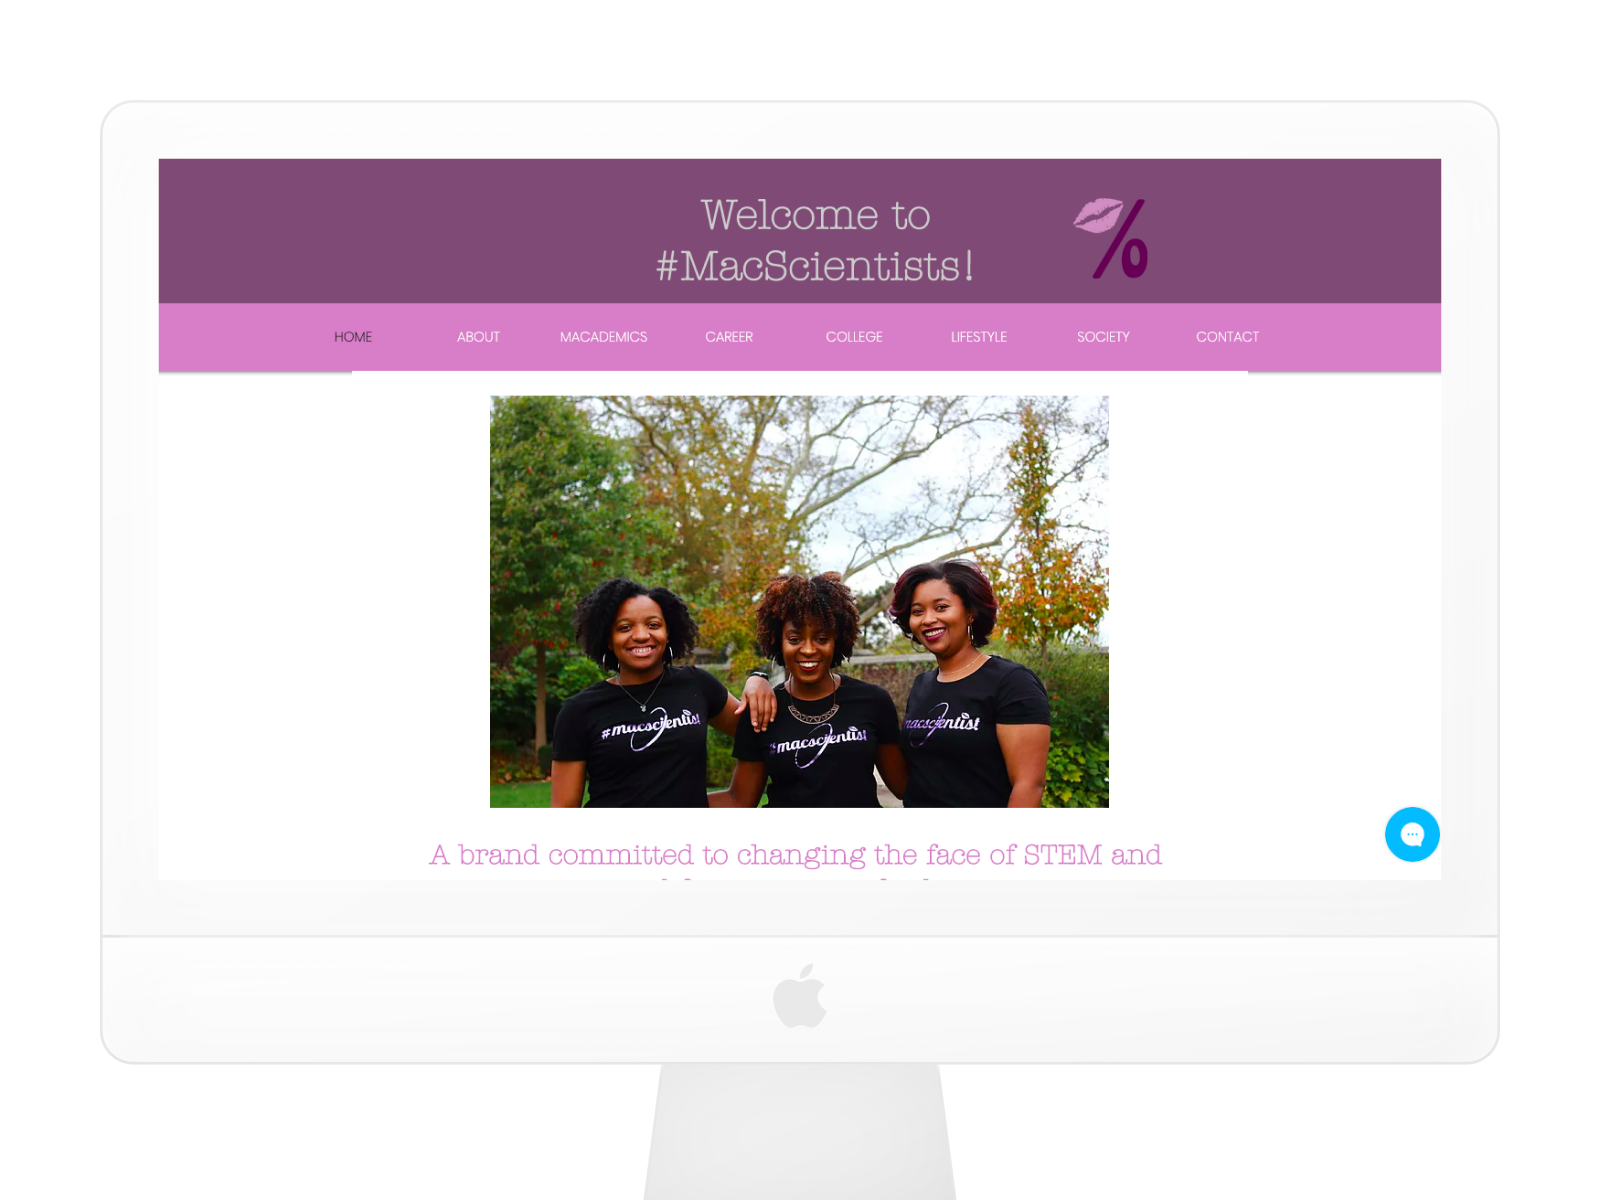 Welcome to
#MacScientists!
%
HOME ABOUT MACADEMICS CAREER COLLEGE LIFESTYLE SOCIETY CONTACT
#macscientist #macscientist macscientist
A brand committed to changing the face of STEM and